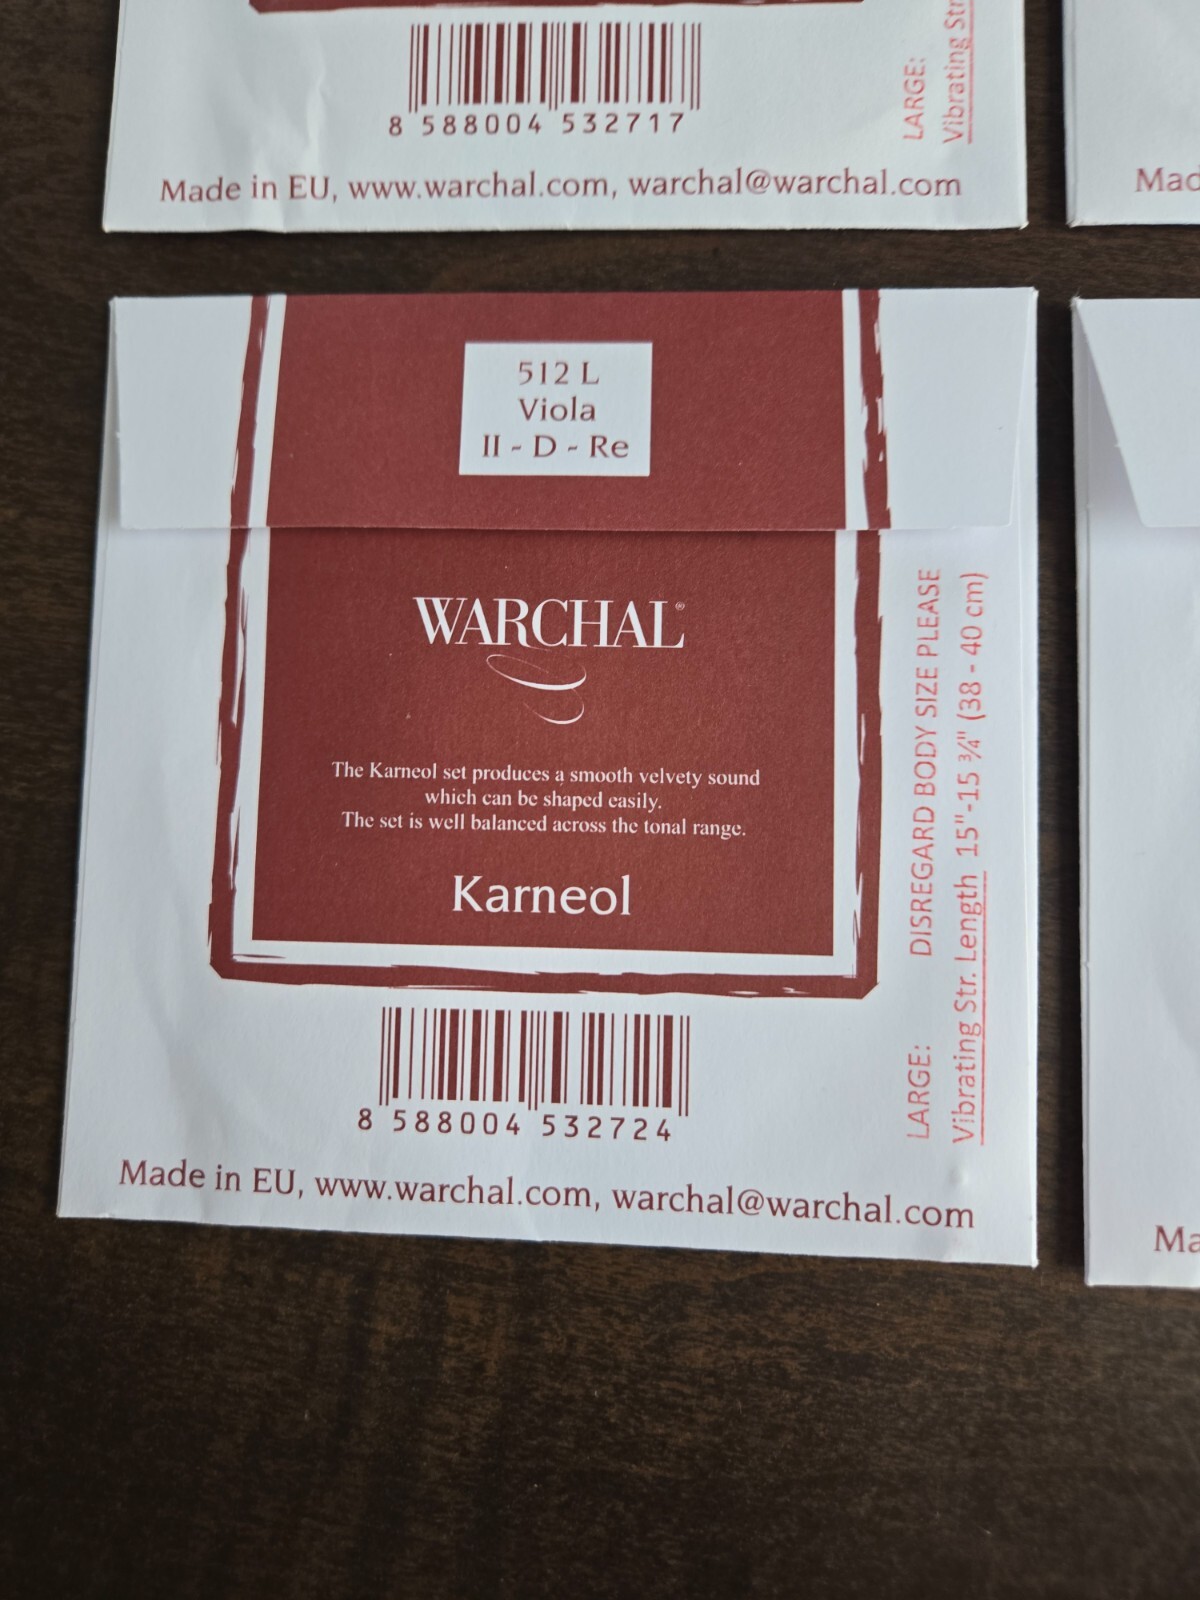 8 588004 532717
LARGE:
Vibrating Str
Made in EU, www.warchal.com, warchal@warchal.com
512 L
Viola
II - D - Re
WARCHAL®
The Karneol set produces a smooth velvety sound
which can be shaped easily.
The set is well balanced across the tonal range.
Karneol
LARGE: DISREGARD BODY SIZE PLEASE
Vibrating Str. Length 15"-15 ¾" (38 - 40 cm)
8 588004 532724
Made in EU, www.warchal.com, warchal@warchal.com